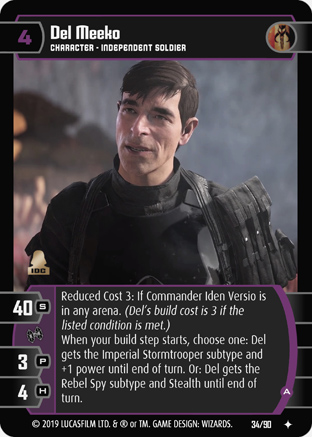 4
Del Meeko
CHARACTER - INDEPENDENT SOLDIER
IDC
40 S
3 P
4 H
Reduced Cost 3: If Commander Iden Versio is
in any arena. (Del's build cost is 3 if the
listed condition is met.)
When your build step starts, choose one: Del
gets the Imperial Stormtrooper subtype and
+1 power until end of turn. Or: Del gets the
Rebel Spy subtype and Stealth until end of
turn.
A
© 2019 LUCASFILM LTD. & ® or TM. GAME DESIGN: WIZARDS.
34/90